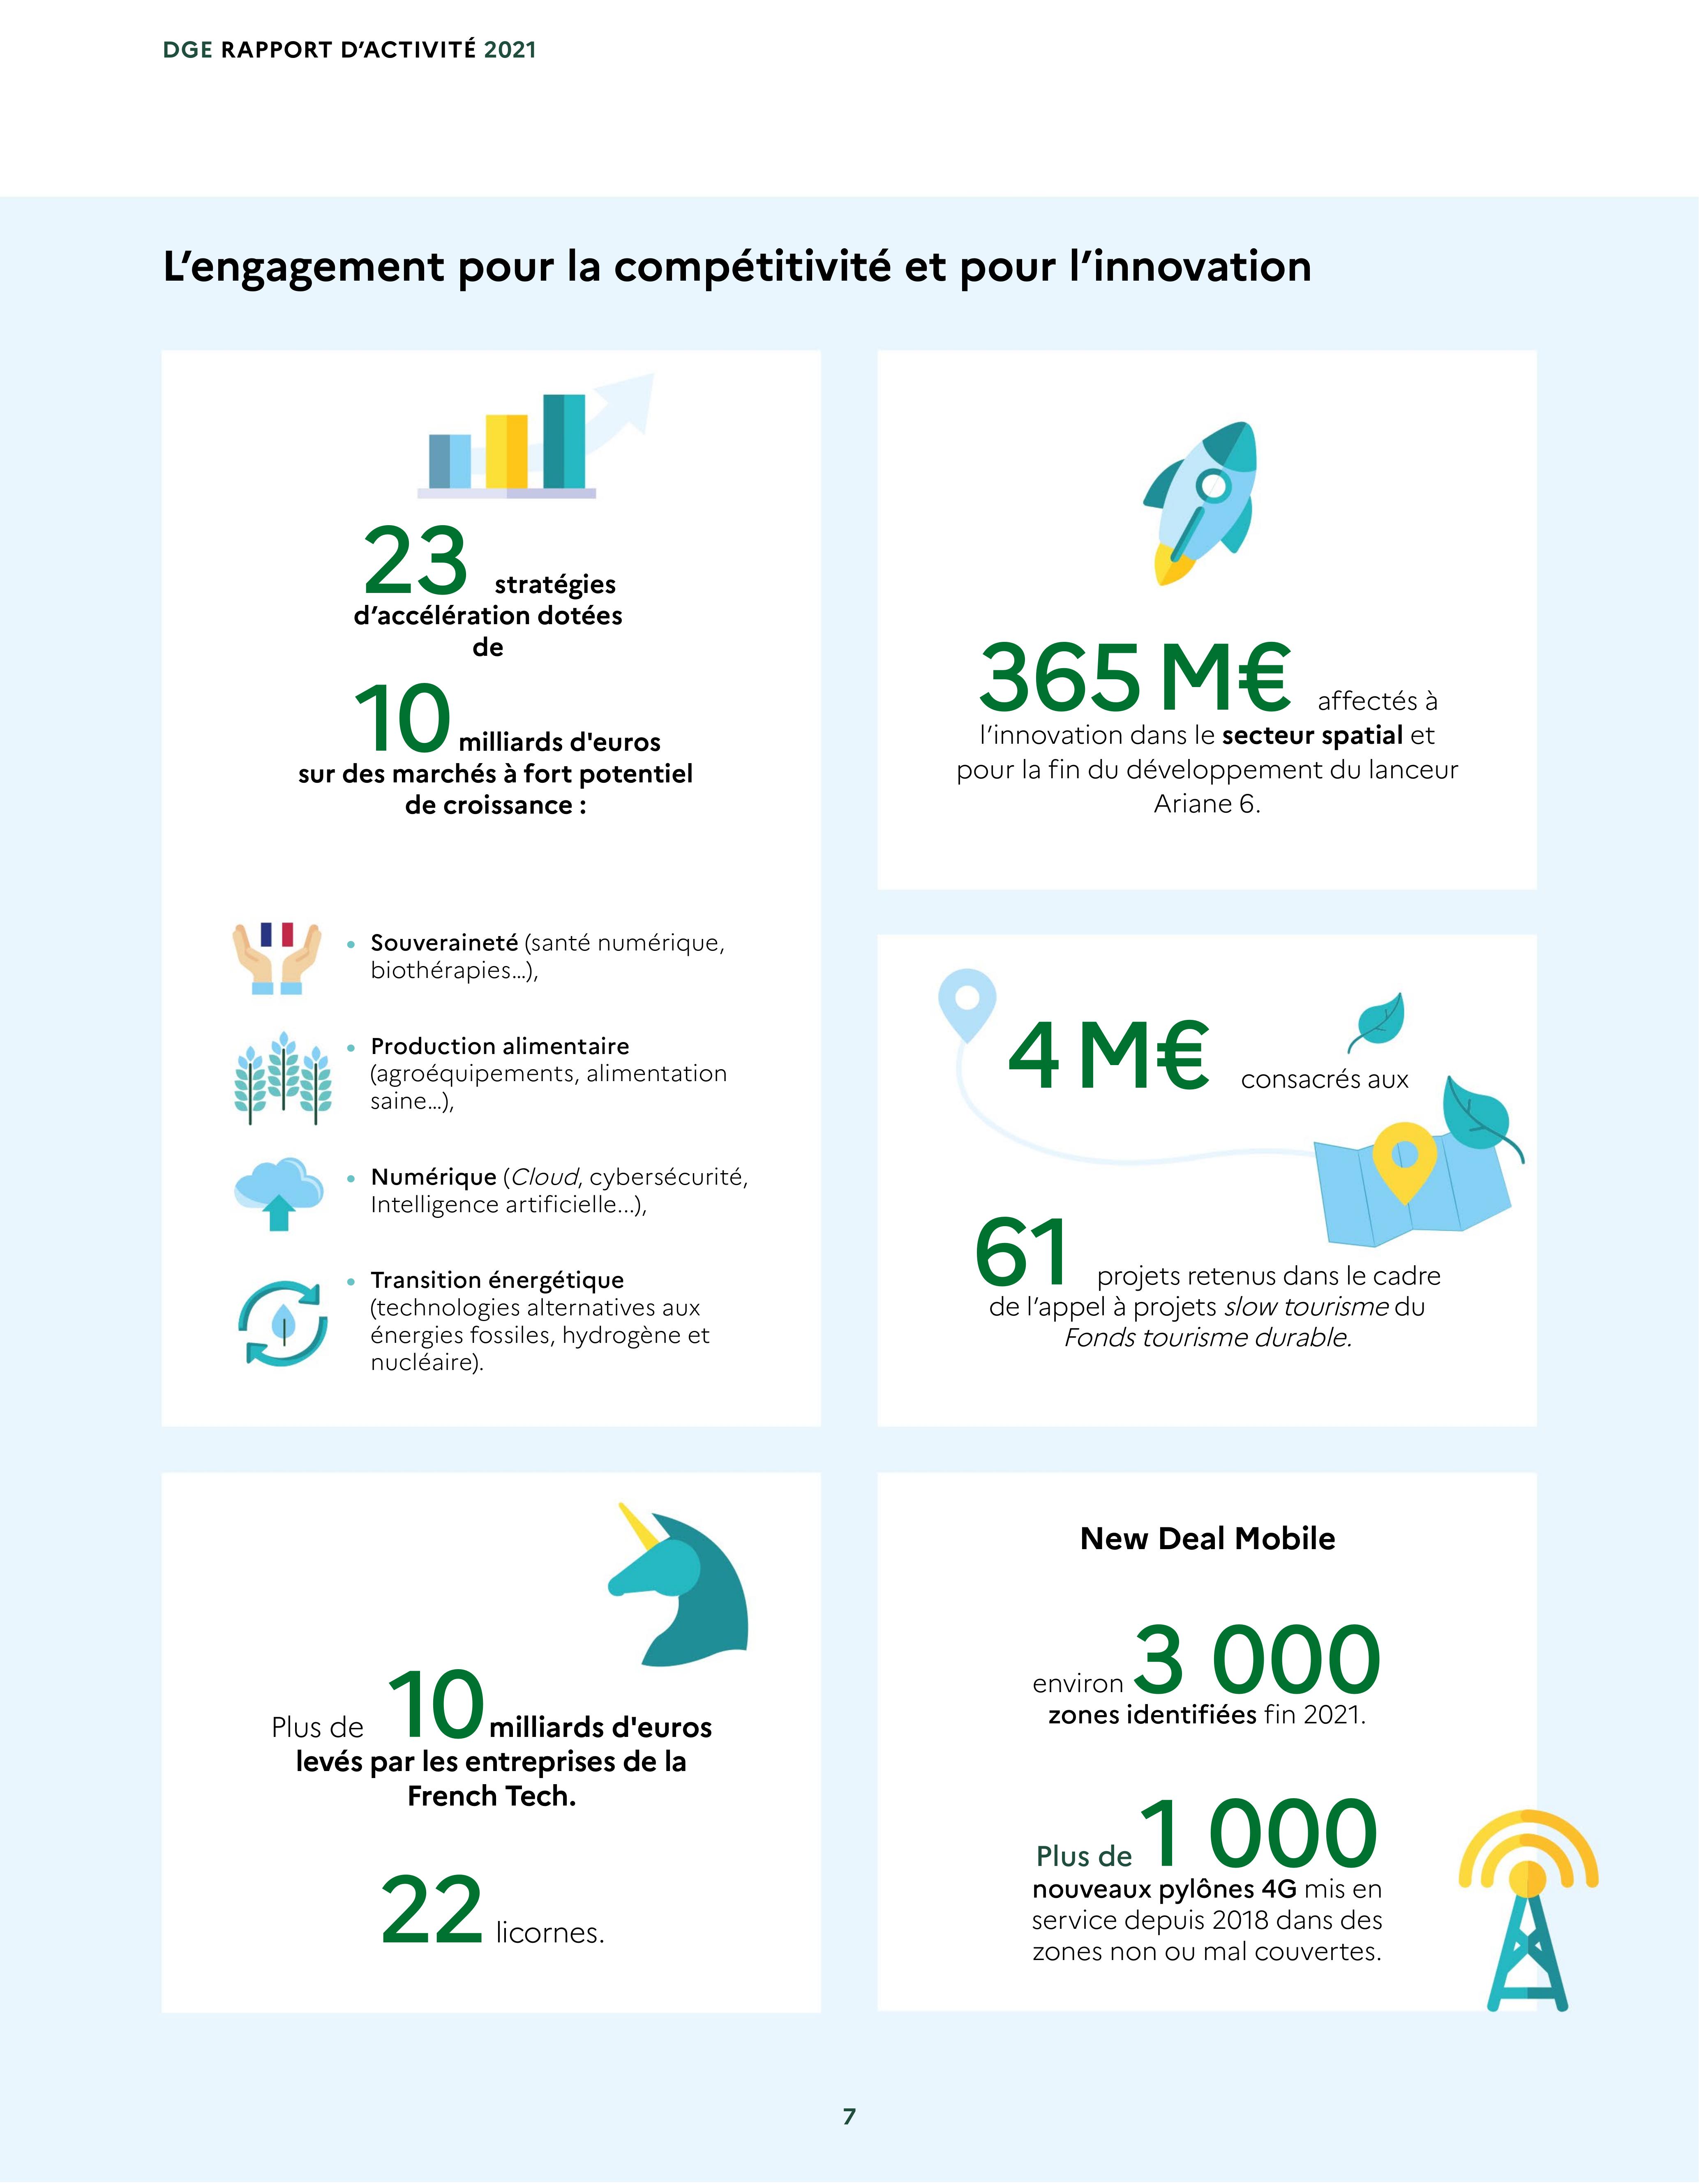 DGE RAPPORT D’ACTIVITÉ 2021
L’engagement pour la compétitivité et pour l’innovation
23 stratégies
d’accélération dotées
de
10 milliards d'euros
sur des marchés à fort potentiel
de croissance :
• Souveraineté (santé numérique,
biothérapies…),
• Production alimentaire
(agroéquipements, alimentation
saine…),
• Numérique (Cloud, cybersécurité,
Intelligence artificielle...),
• Transition énergétique
(technologies alternatives aux
énergies fossiles, hydrogène et
nucléaire).
365 M€ affectés à
l’innovation dans le secteur spatial et
pour la fin du développement du lanceur
Ariane 6.
4 M€ consacrés aux
61 projets retenus dans le cadre
de l’appel à projets slow tourisme du
Fonds tourisme durable.
Plus de 10 milliards d'euros
levés par les entreprises de la
French Tech.
22 licornes.
New Deal Mobile
environ 3 000
zones identifiées fin 2021.
Plus de 1 000
nouveaux pylônes 4G mis en
service depuis 2018 dans des
zones non ou mal couvertes.
7